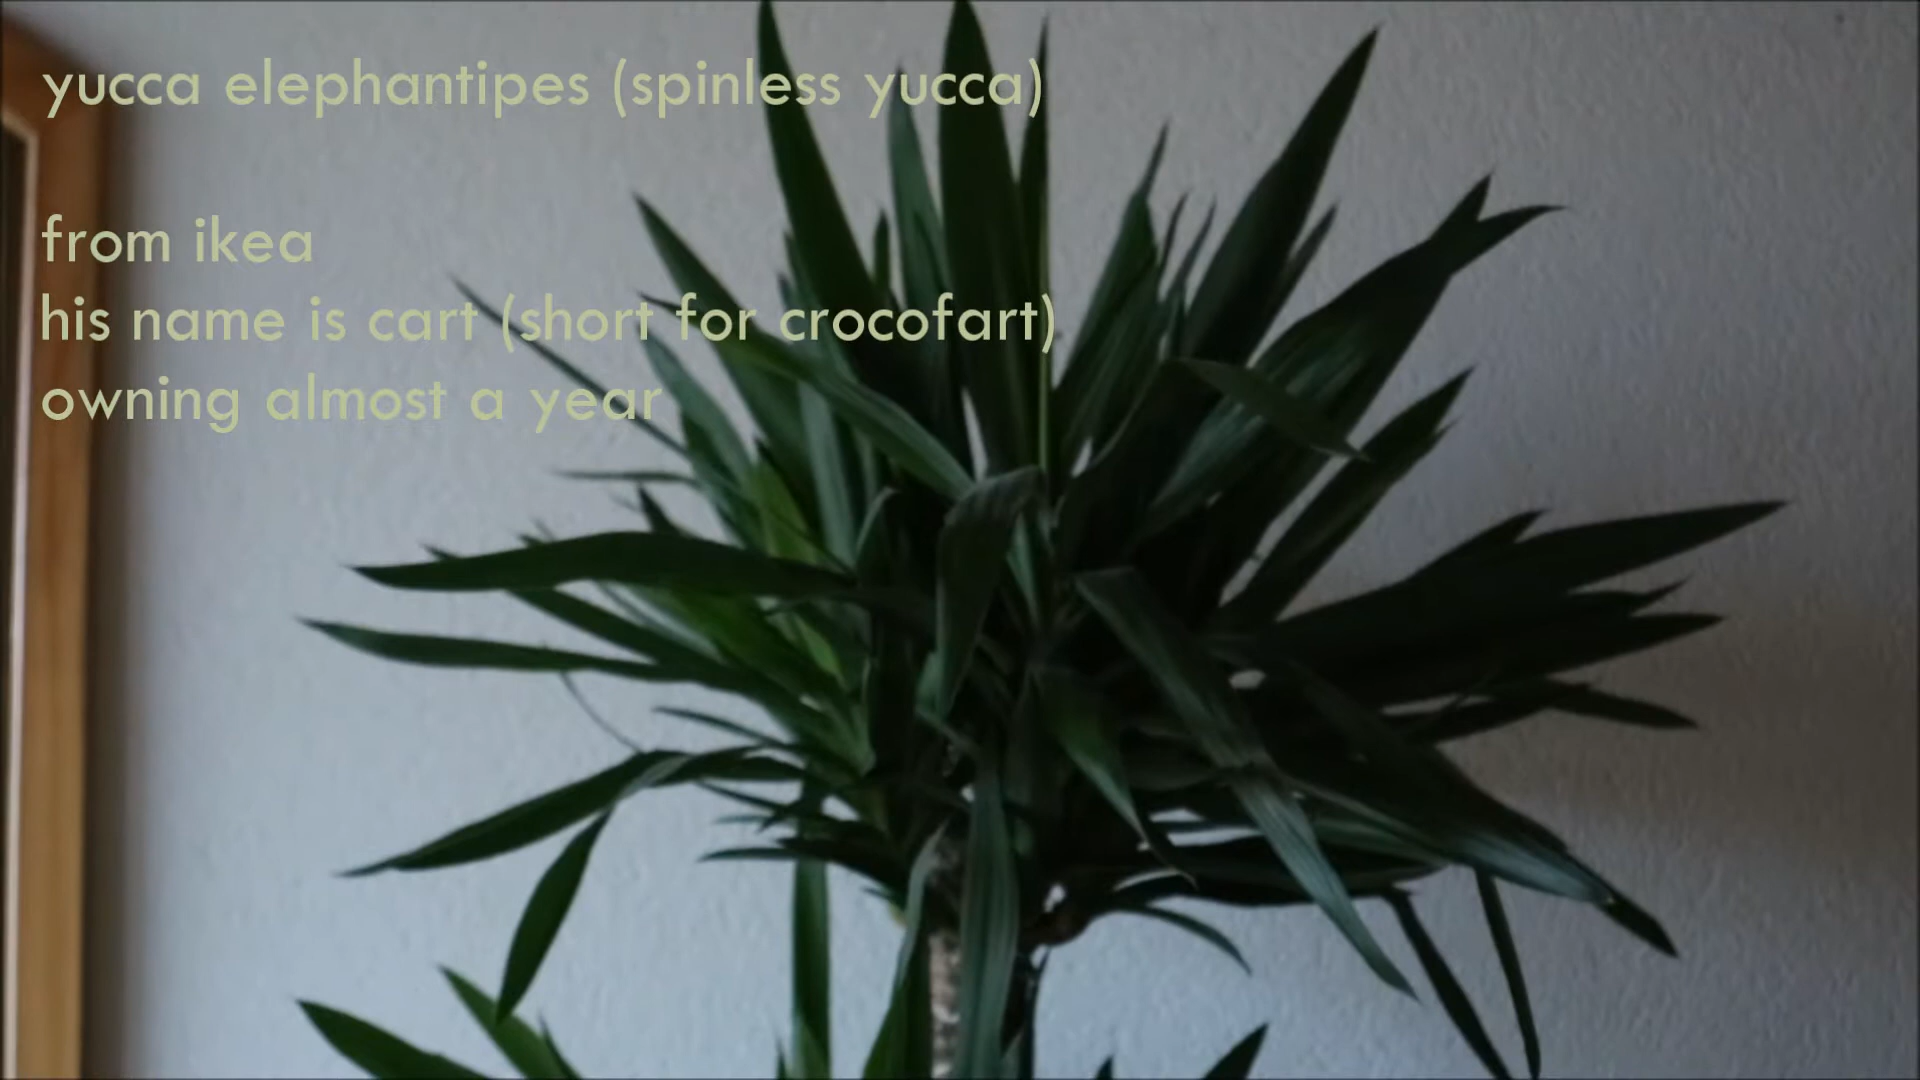 yucca elephantipes (spinless yucca)
from ikea
his name is cart (short for crocofart)
owning almost a year